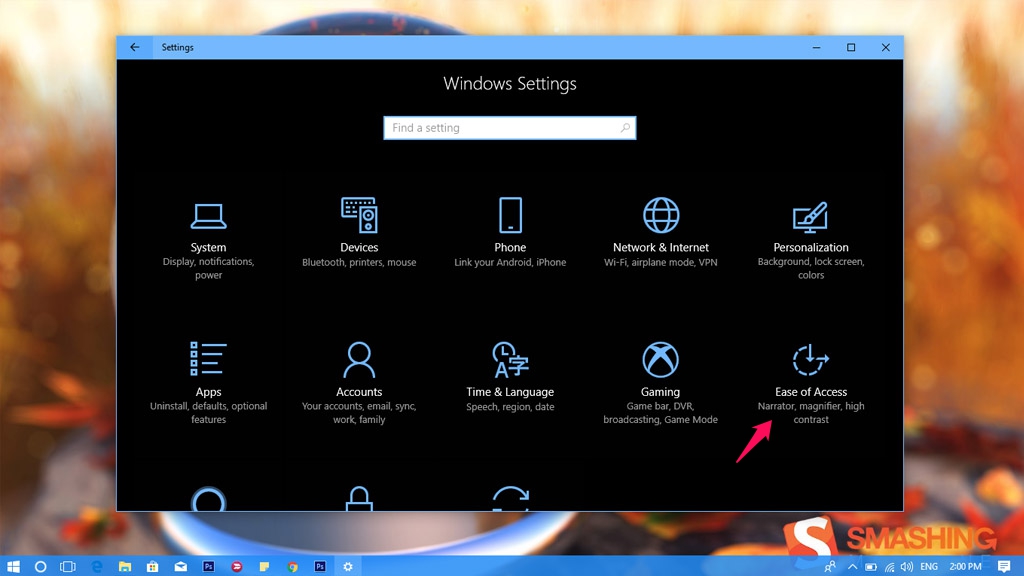 Settings
Windows Settings
Find a setting
System
Display, notifications,
power
Devices
Bluetooth, printers, mouse
Phone
Link your Android, iPhone
Network & Internet
Wi-Fi, airplane mode, VPN
Personalization
Background, lock screen,
colors
Apps
Uninstall, defaults, optional
features
Accounts
Your accounts, email, sync,
work, family
Time & Language
Speech, region, date
Gaming
Game bar, DVR,
broadcasting, Game Mode
Ease of Access
Narrator, magnifier, high
contrast
SMASHING
Ps
Ps
ENG
2:00 PM